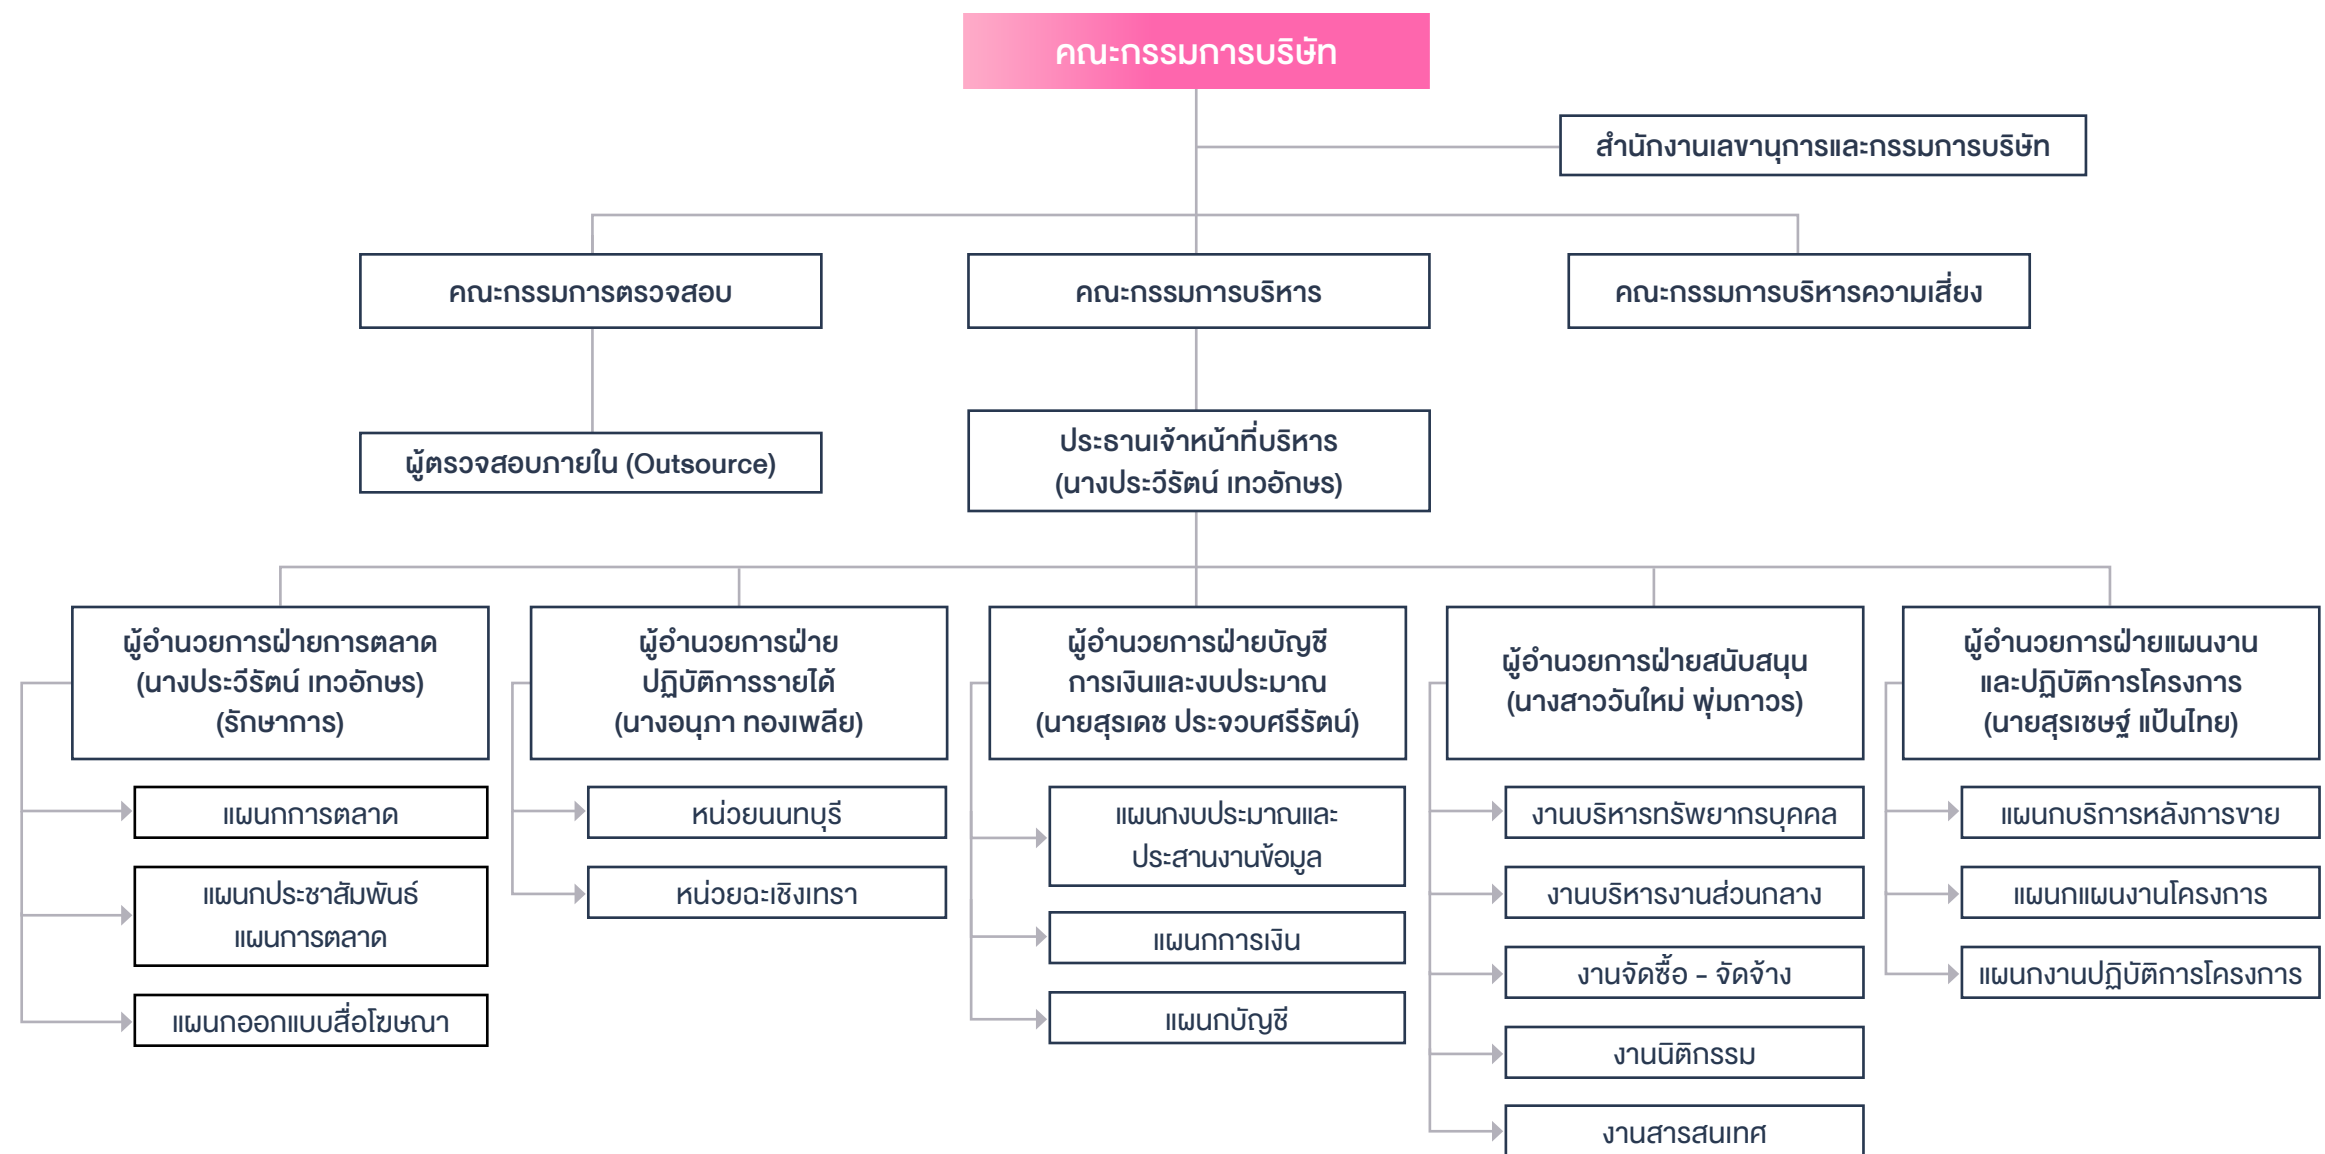 คณะกรรมการบริษัท
สำนักงานเลขานุการและกรรมการบริษัท
คณะกรรมการตรวจสอบ
คณะกรรมการบริหาร
คณะกรรมการบริหารความเสี่ยง
ผู้ตรวจสอบภายใน (Outsource)
ประธานเจ้าหน้าที่บริหาร
(นางประวีรัตน์ เทวอักษร)
ผู้อำนวยการฝ่ายการตลาด
(นางประวีรัตน์ เทวอักษร)
(รักษาการ)
แผนกการตลาด
แผนกประชาสัมพันธ์
แผนการตลาด
แผนกออกแบบสื่อโฆษณา
ผู้อำนวยการฝ่าย
ปฏิบัติการรายได้
(นางอนุภา ทองเพลีย)
หน่วยนนทบุรี
หน่วยฉะเชิงเทรา
ผู้อำนวยการฝ่ายบัญชี
การเงินและงบประมาณ
(นายสุรเดช ประจวบศรีรัตน์)
แผนกงบประมาณและ
ประสานงานข้อมูล
แผนกการเงิน
แผนกบัญชี
ผู้อำนวยการฝ่ายสนับสนุน
(นางสาววันใหม่ พุ่มถาวร)
งานบริหารทรัพยากรบุคคล
งานบริหารงานส่วนกลาง
งานจัดซื้อ - จัดจ้าง
งานนิติกรรม
งานสารสนเทศ
ผู้อำนวยการฝ่ายแผนงาน
และปฏิบัติการโครงการ
(นายสุรเชษฐ์ แป้นไทย)
แผนกบริการหลังการขาย
แผนกแผนงานโครงการ
แผนกงานปฏิบัติการโครงการ